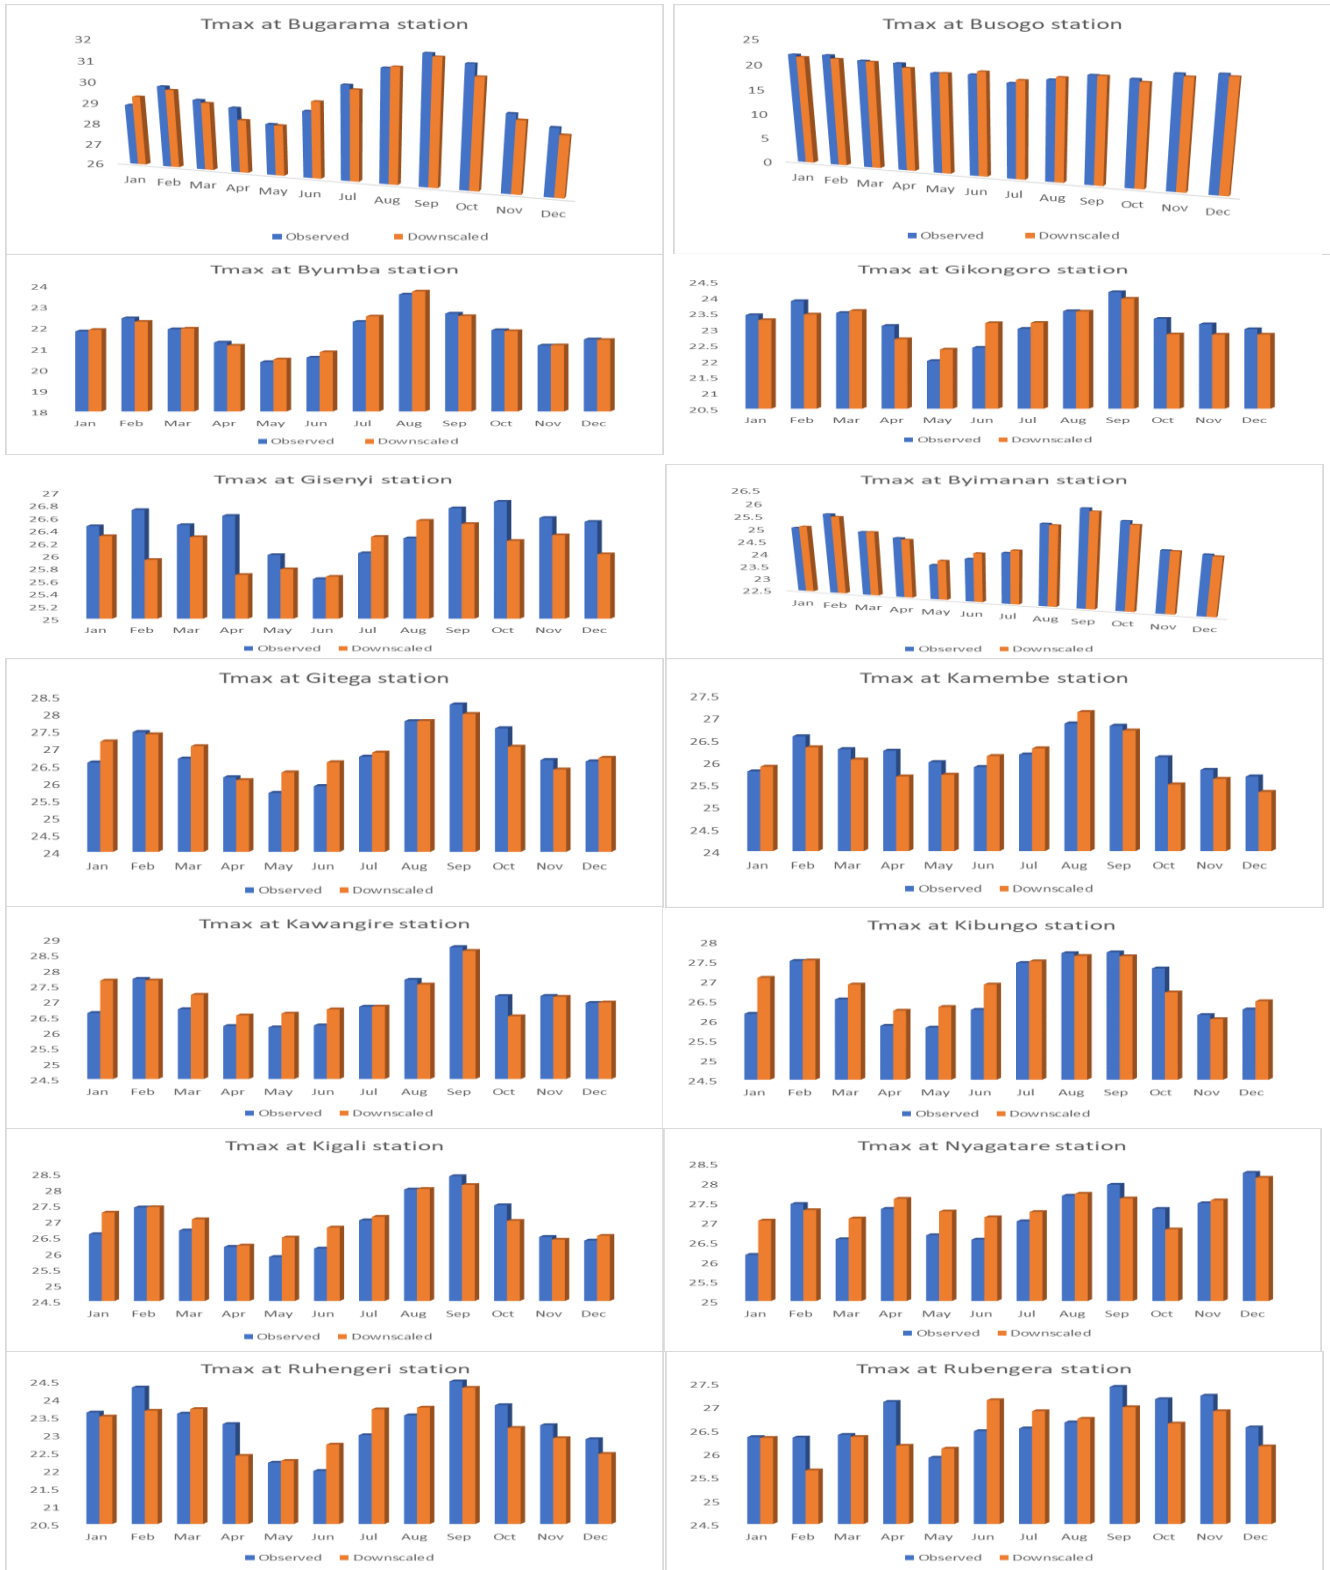 Tmax at Bugarama station
32
31
30
29
28
27
26
Jan Feb Mar Apr May Jun Jul Aug Sep Oct Nov Dec
Observed Downscaled
Tmax at Busogo station
25
20
15
10
5
0
Jan Feb Mar Apr May Jun Jul Aug Sep Oct Nov Dec
Observed Downscaled
Tmax at Byumba station
24
23
22
21
20
19
18
Jan Feb Mar Apr May Jun Jul Aug Sep Oct Nov Dec
Observed Downscaled
Tmax at Gikongoro station
24.5
24
23.5
23
22.5
22
21.5
21
20.5
Jan Feb Mar Apr May Jun Jul Aug Sep Oct Nov Dec
Observed Downscaled
Tmax at Gisenyi station
27
26.8
26.6
26.4
26.2
26
25.8
25.6
25.4
25.2
25
Jan Feb Mar Apr May Jun Jul Aug Sep Oct Nov Dec
Observed Downscaled
Tmax at Byimanan station
26.5
26
25.5
25
24.5
24
23.5
23
22.5
Jan Feb Mar Apr May Jun Jul Aug Sep Oct Nov Dec
Observed Downscaled
Tmax at Gitega station
28.5
28
27.5
27
26.5
26
25.5
25
24.5
24
Jan Feb Mar Apr May Jun Jul Aug Sep Oct Nov Dec
Observed Downscaled
Tmax at Kamembe station
27.5
27
26.5
26
25.5
25
24.5
24
Jan Feb Mar Apr May Jun Jul Aug Sep Oct Nov Dec
Observed Downscaled
Tmax at Kawangire station
29
28.5
28
27.5
27
26.5
26
25.5
25
24.5
Jan Feb Mar Apr May Jun Jul Aug Sep Oct Nov Dec
Observed Downscaled
Tmax at Kibungo station
28
27.5
27
26.5
26
25.5
25
24.5
Jan Feb Mar Apr May Jun Jul Aug Sep Oct Nov Dec
Observed Downscaled
Tmax at Kigali station
28.5
28
27.5
27
26.5
26
25.5
25
24.5
Jan Feb Mar Apr May Jun Jul Aug Sep Oct Nov Dec
Observed Downscaled
Tmax at Nyagatare station
28.5
28
27.5
27
26.5
26
25.5
25
Jan Feb Mar Apr May Jun Jul Aug Sep Oct Nov Dec
Observed Downscaled
Tmax at Ruhengeri station
24.5
24
23.5
23
22.5
22
21.5
21
20.5
Jan Feb Mar Apr May Jun Jul Aug Sep Oct Nov Dec
Observed Downscaled
Tmax at Rubengera station
27.5
27
26.5
26
25.5
25
24.5
Jan Feb Mar Apr May Jun Jul Aug Sep Oct Nov Dec
Observed Downscaled